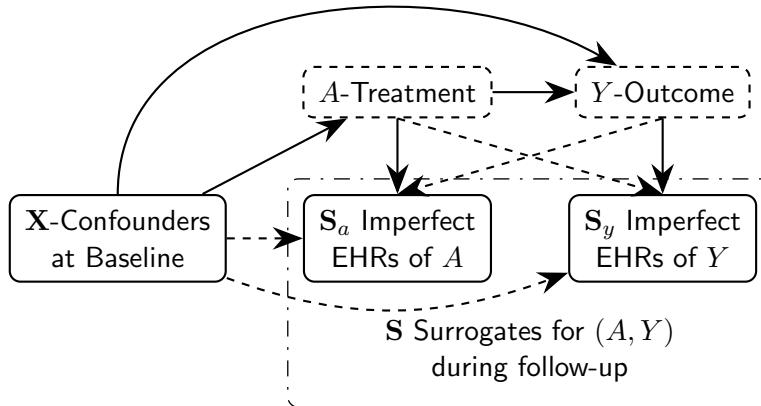 A-Treatment
Y-Outcome
X-Confounders
at Baseline
S_a Imperfect
EHRs of A
S_y Imperfect
EHRs of Y
S Surrogates for (A, Y)
during follow-up